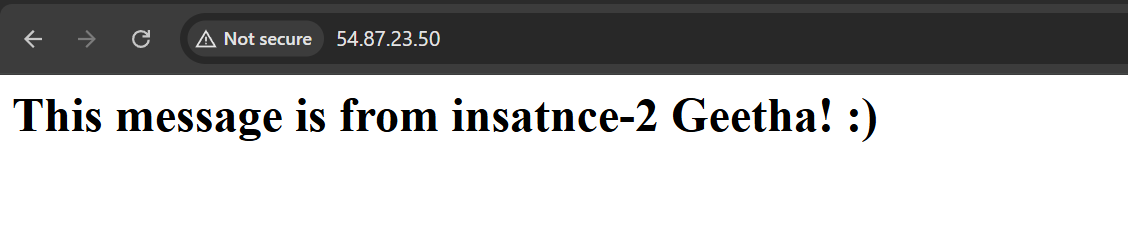 Not secure 54.87.23.50
This message is from insatnce-2 Geetha! :)